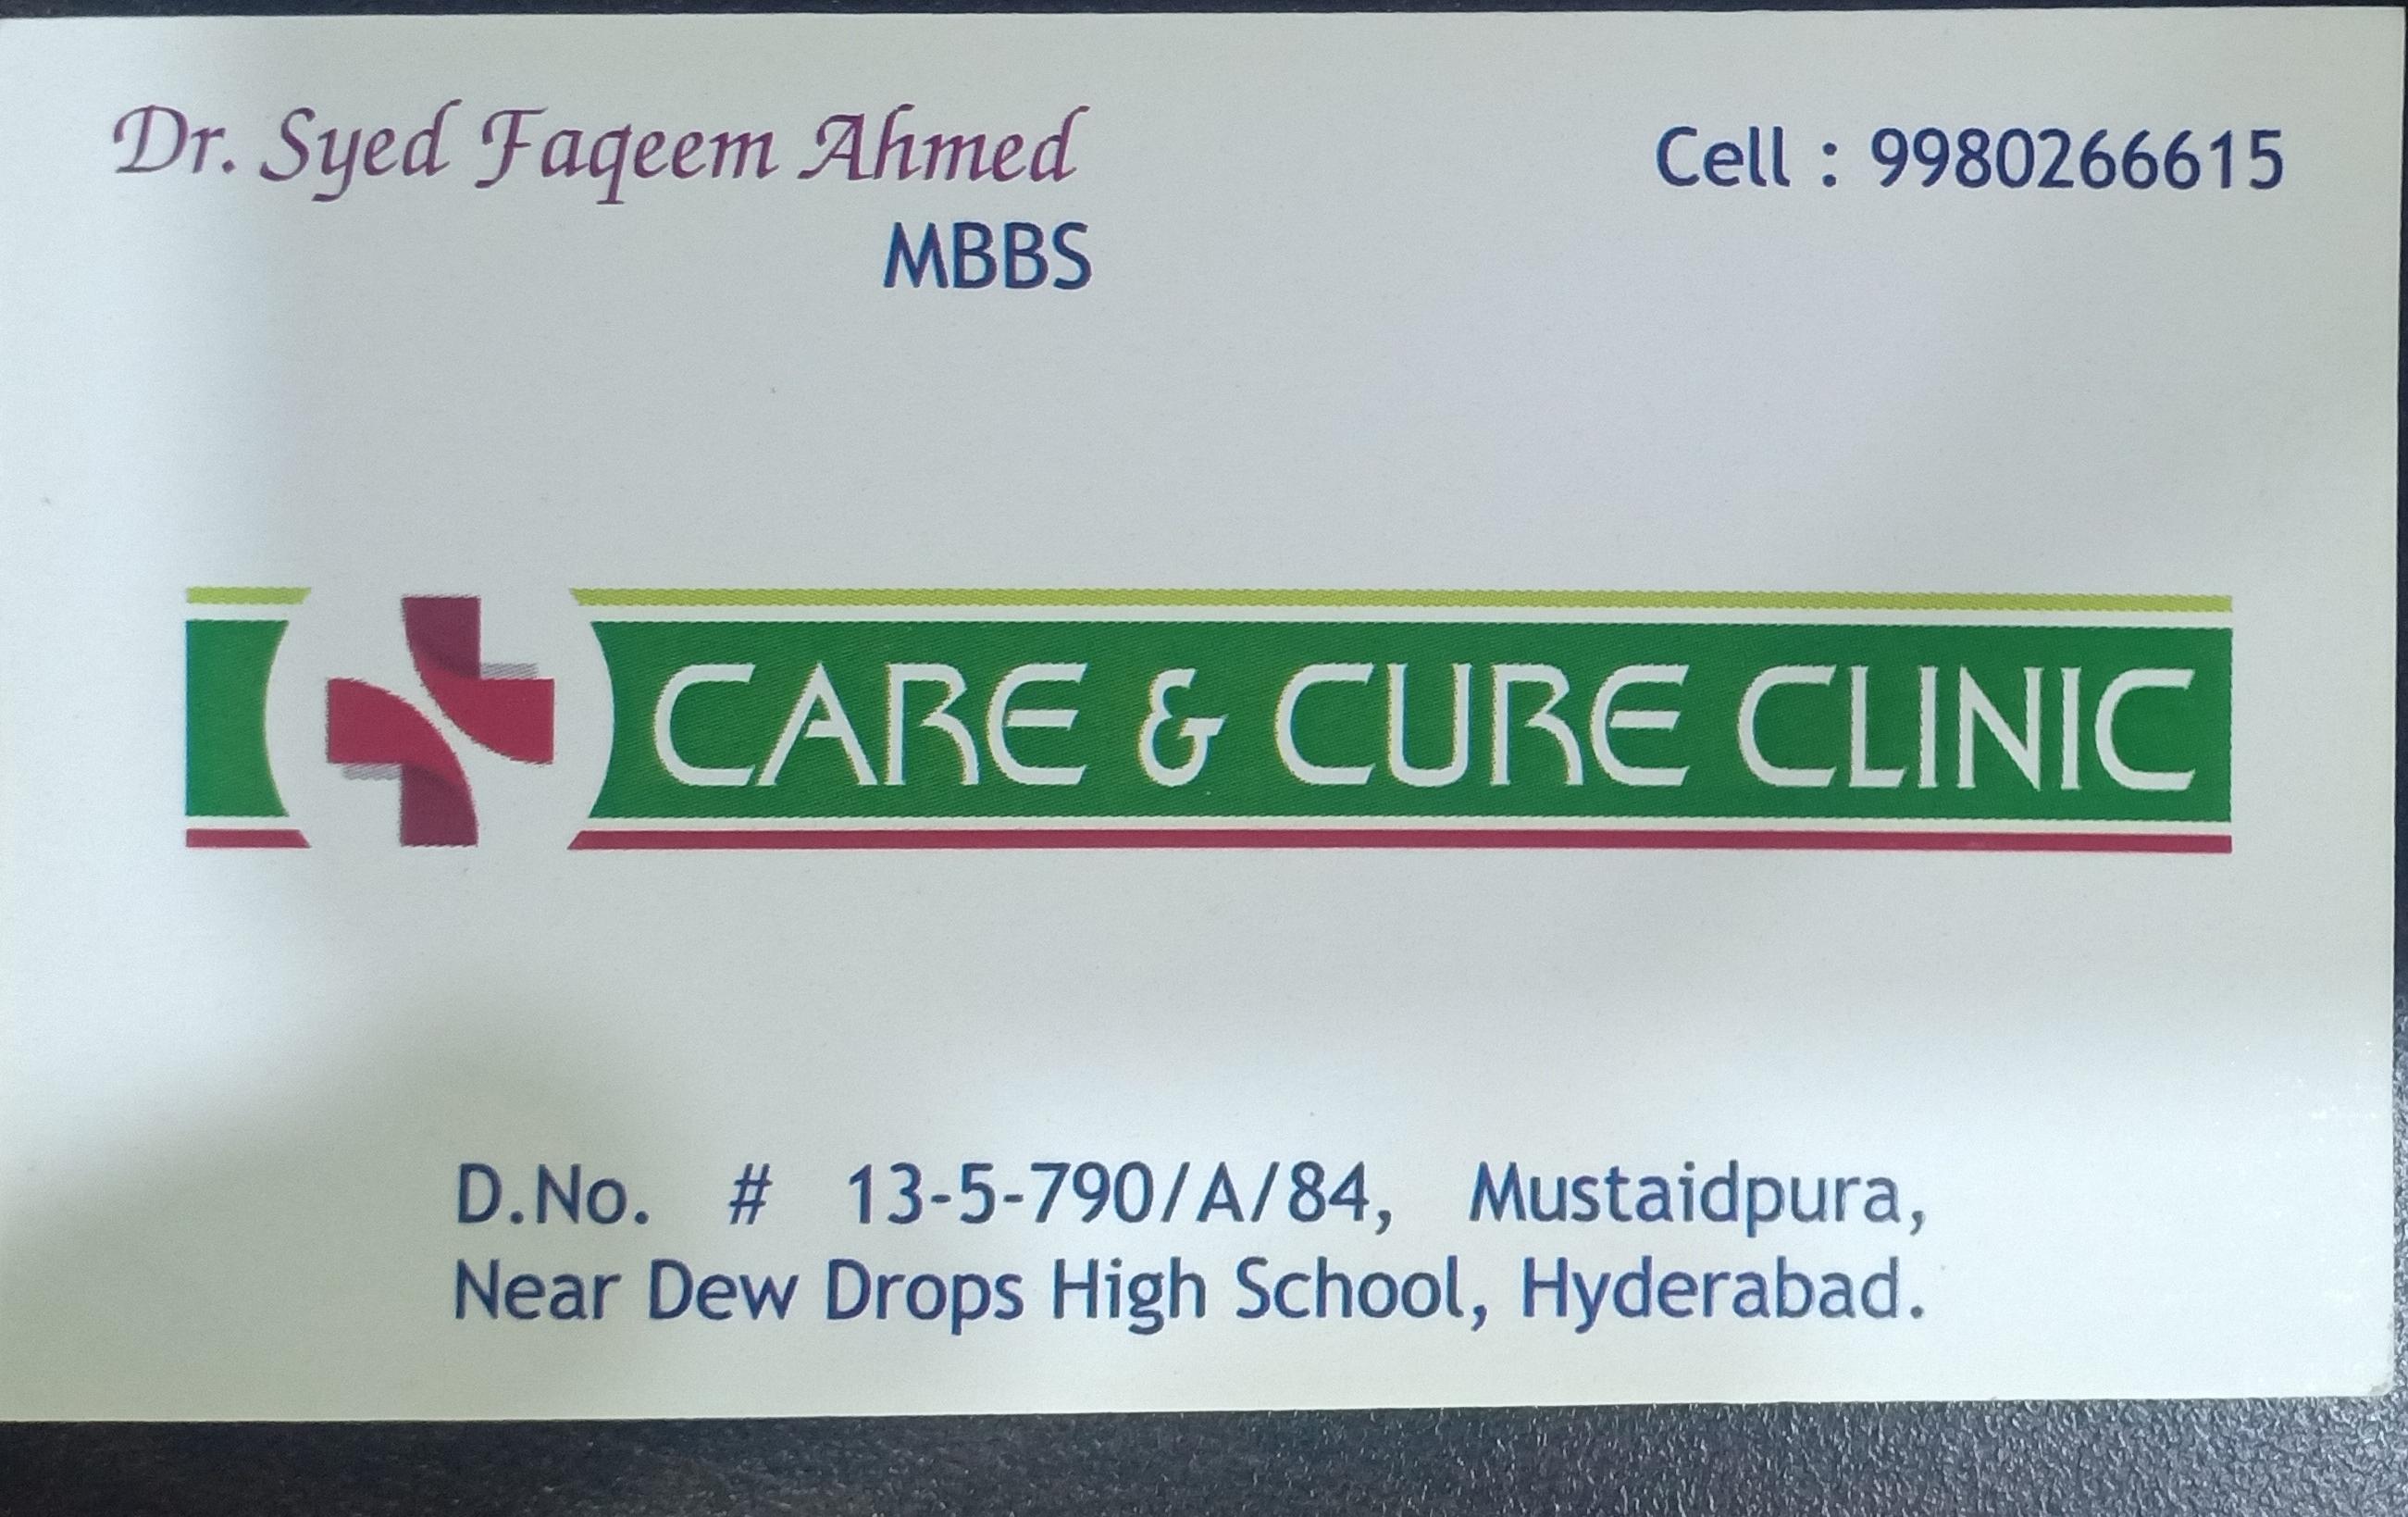 Dr. Syed Faqeem Ahmed
MBBS
Cell : 9980266615
CARE & CURE CLINIC
D.No. # 13-5-790/A/84, Mustaidpura,
Near Dew Drops High School, Hyderabad.